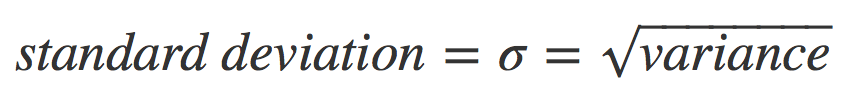 standard deviation = σ = √variance